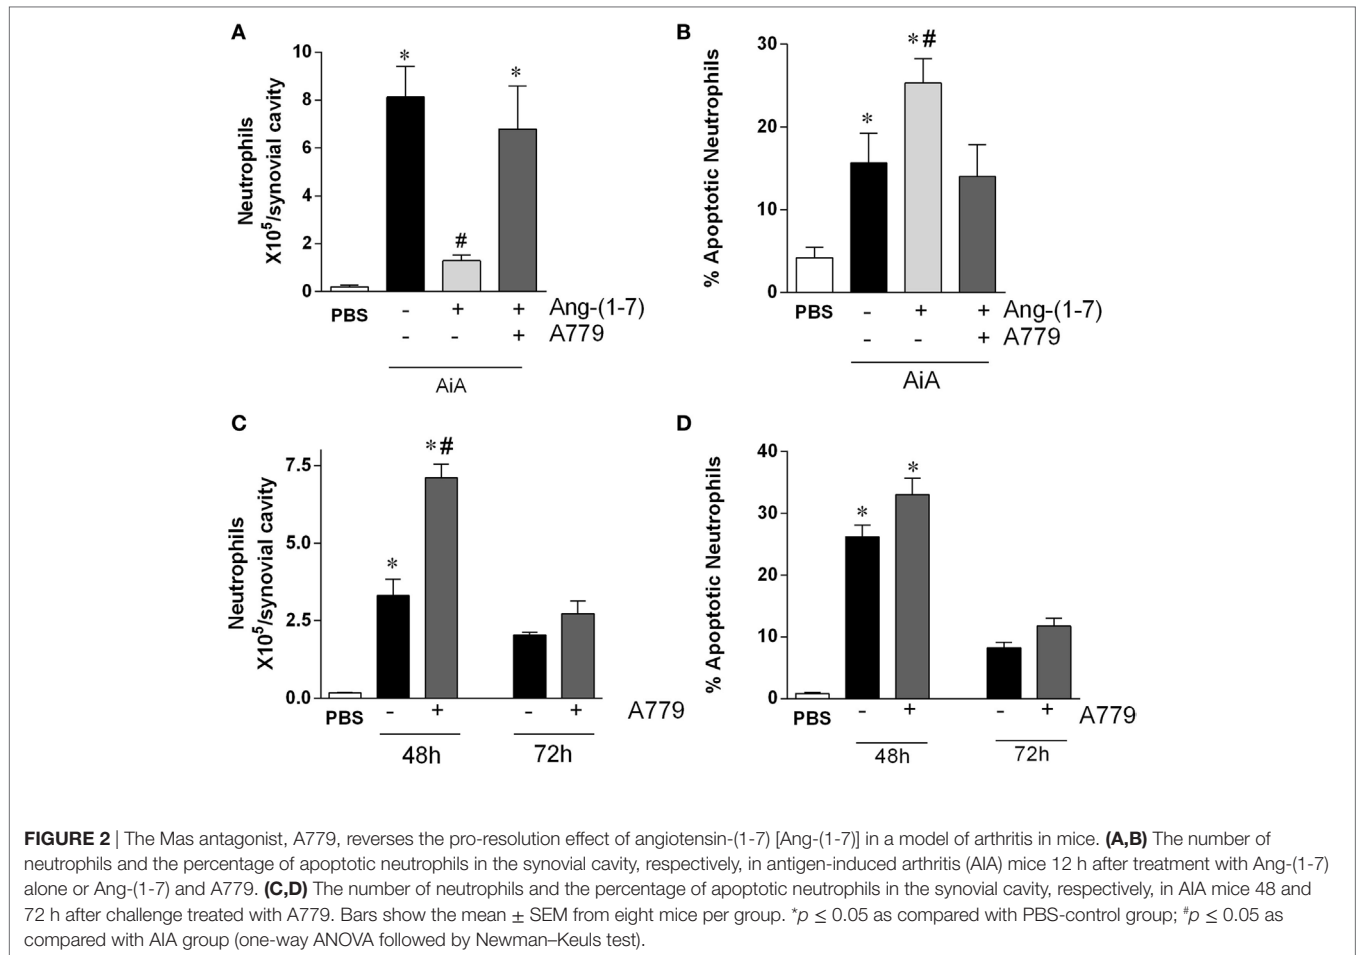 A
Neutrophils
X10⁵/synovial cavity
10
8
6
4
2
0
*
#
*
PBS - + + Ang-(1-7)
- - + A779
AiA
B
% Apoptotic Neutrophils
30
20
10
0
*
*#
PBS - + + Ang-(1-7)
- - + A779
AiA
C
Neutrophils
X10⁵/synovial cavity
7.5
5.0
2.5
0.0
*
*#
PBS - + - + A779
48h 72h
D
% Apoptotic Neutrophils
40
30
20
10
0
*
*
PBS - + - + A779
48h 72h
FIGURE 2 | The Mas antagonist, A779, reverses the pro-resolution effect of angiotensin-(1-7) [Ang-(1-7)] in a model of arthritis in mice. (A,B) The number of
neutrophils and the percentage of apoptotic neutrophils in the synovial cavity, respectively, in antigen-induced arthritis (AIA) mice 12 h after treatment with Ang-(1-7)
alone or Ang-(1-7) and A779. (C,D) The number of neutrophils and the percentage of apoptotic neutrophils in the synovial cavity, respectively, in AIA mice 48 and
72 h after challenge treated with A779. Bars show the mean ± SEM from eight mice per group. *p ≤ 0.05 as compared with PBS-control group; #p ≤ 0.05 as
compared with AIA group (one-way ANOVA followed by Newman–Keuls test).